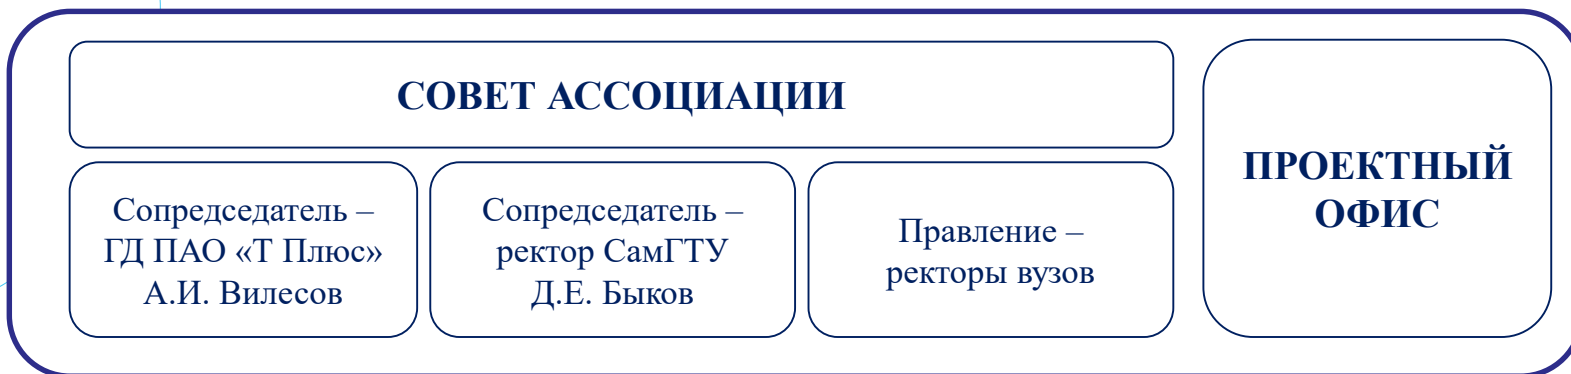 СОВЕТ АССОЦИАЦИИ
Сопредседатель –
ГД ПАО «Т Плюс»
А.И. Вилесов
Сопредседатель –
ректор СамГТУ
Д.Е. Быков
Правление –
ректоры вузов
ПРОЕКТНЫЙ
ОФИС